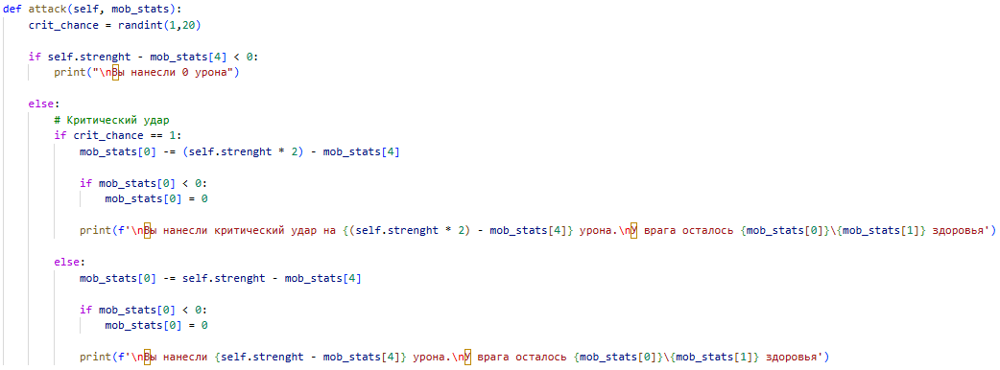 def attack(self, mob_stats):
    crit_chance = randint(1,20)
    if self.strenght - mob_stats[4] < 0:
        print("\nВы нанесли 0 урона")
    else:
        # Критический удар
        if crit_chance == 1:
            mob_stats[0] -= (self.strenght * 2) - mob_stats[4]
            if mob_stats[0] < 0:
                mob_stats[0] = 0
            print(f'\nВы нанесли критический удар на {(self.strenght * 2) - mob_stats[4]} урона.\nУ врага осталось {mob_stats[0]}\{mob_stats[1]} здоровья')
        else:
            mob_stats[0] -= self.strenght - mob_stats[4]
            if mob_stats[0] < 0:
                mob_stats[0] = 0
            print(f'\nВы нанесли {self.strenght - mob_stats[4]} урона.\nУ врага осталось {mob_stats[0]}\{mob_stats[1]} здоровья')